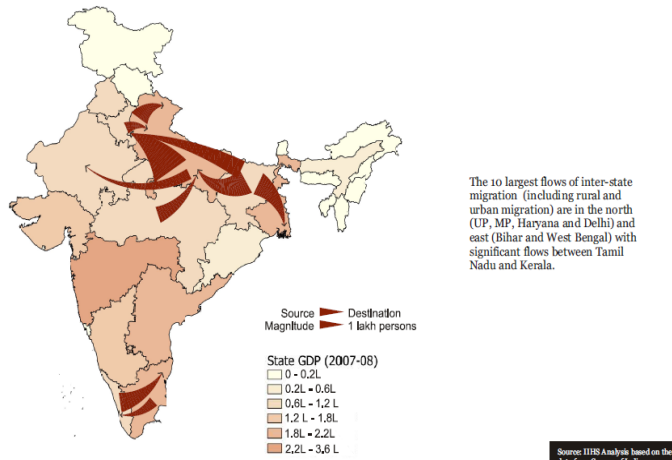 The 10 largest flows of inter-state
migration (including rural and
urban migration) are in the north
(UP, MP, Haryana and Delhi) and
east (Bihar and West Bengal) with
significant flows between Tamil
Nadu and Kerala.
Source Destination
Magnitude 1 lakh persons
State GDP (2007-08)
0 - 0.2L
0.2L - 0.6L
0.6L - 1.2 L
1.2 L - 1.8L
1.8L - 2.2L
2.2L - 3.6 L
Source: IIHS Analysis based on the